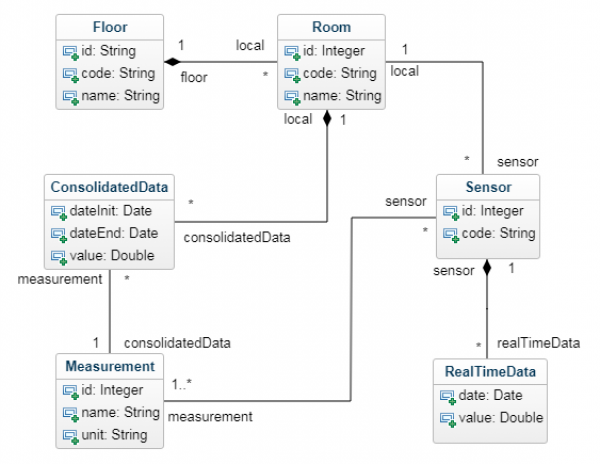 Floor
id: String
code: String
name: String
1
local
floor
*
Room
id: Integer
code: String
name: String
1
local
local
1
*
sensor
ConsolidatedData
dateInit: Date
dateEnd: Date
value: Double
*
consolidatedData
sensor
*
Sensor
id: Integer
code: String
sensor
1
measurement
*
1
consolidatedData
*
realTimeData
Measurement
id: Integer
name: String
unit: String
1..*
measurement
RealTimeData
date: Date
value: Double